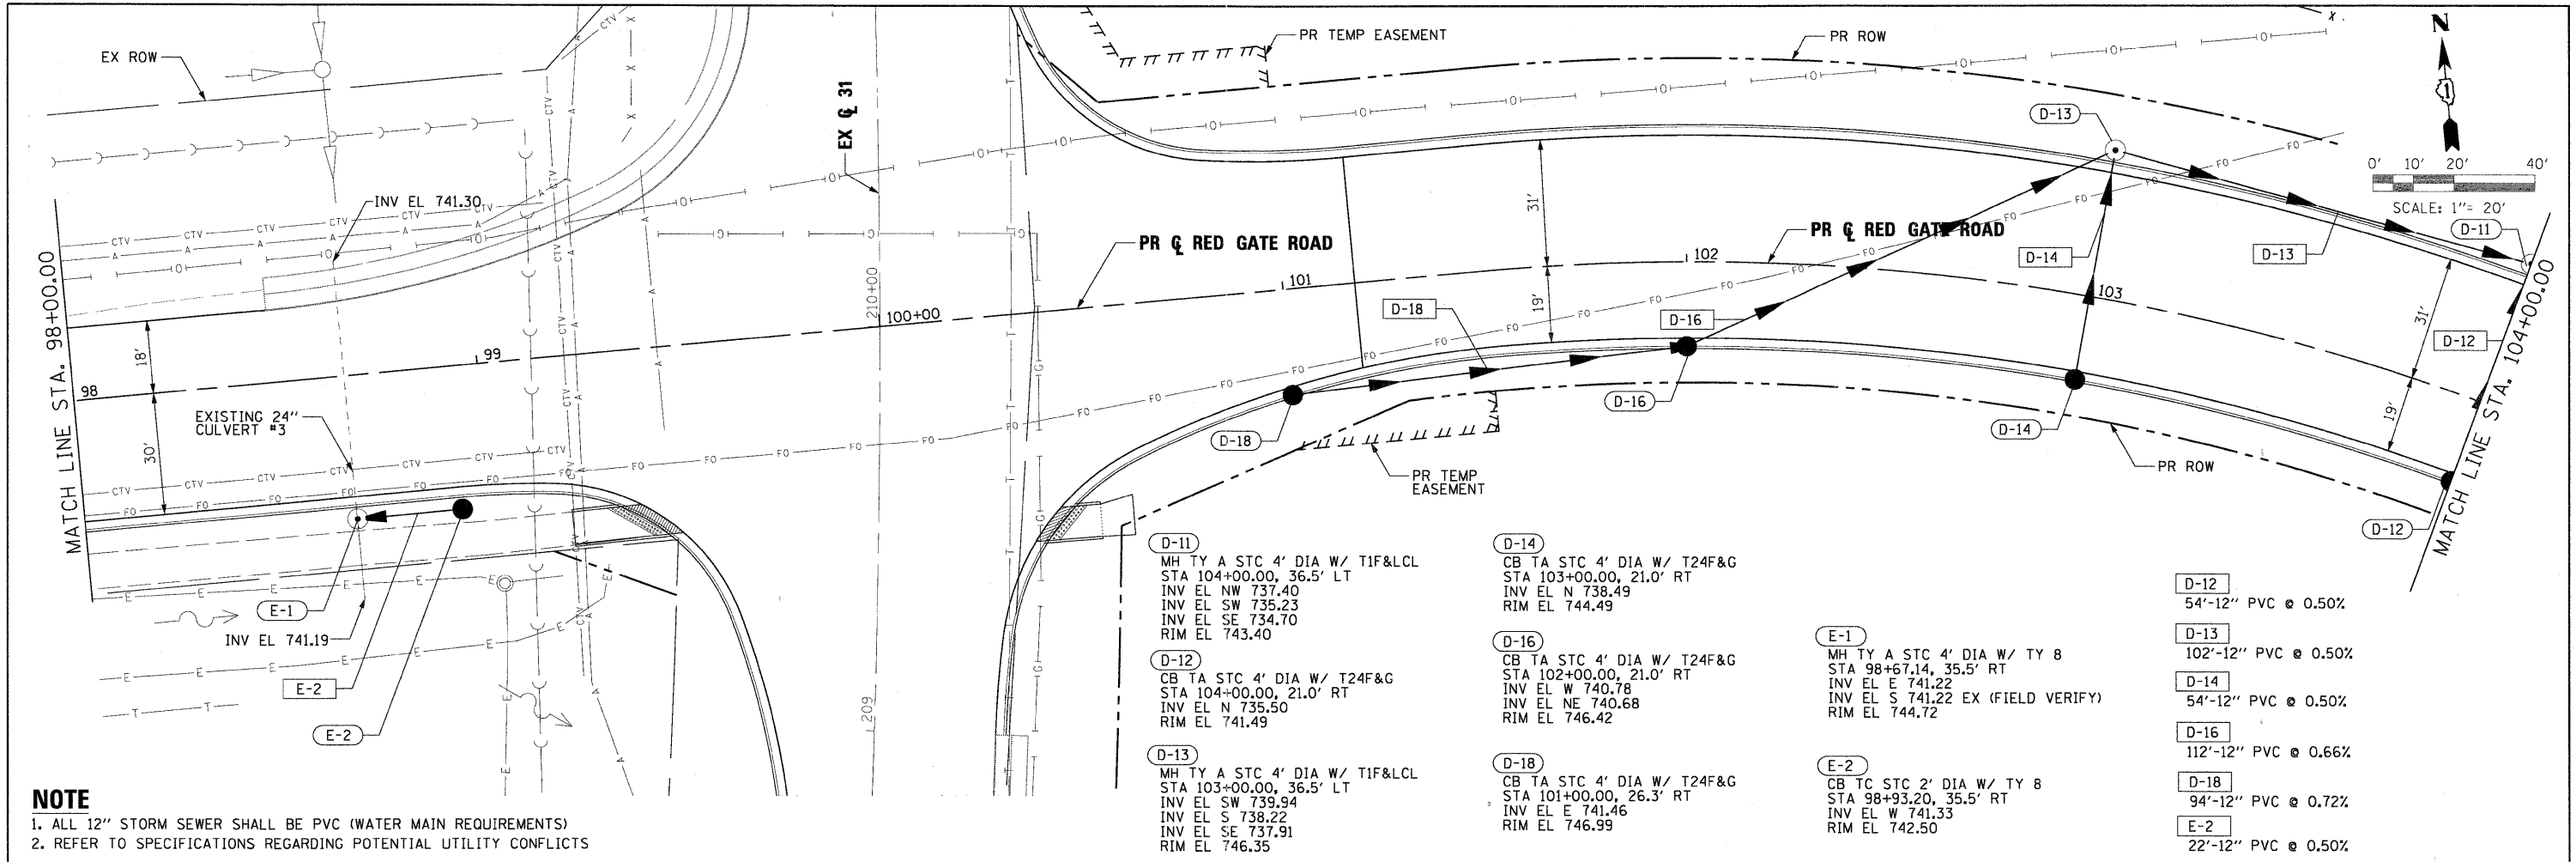 EX ROW
EX ℄ 31
PR TEMP EASEMENT
PR ROW
N
1
D-13
0' 10' 20' 40'
SCALE: 1"= 20'
INV EL 741.30
MATCH LINE STA. 98+00.00
18'
30'
98
99
100+00
101
102
103
210+00
209
PR ℄ RED GATE ROAD
PR ℄ RED GATE ROAD
31'
19'
D-18
D-16
D-14
D-13
D-11
D-12
31'
19'
MATCH LINE STA. 104+00.00
EXISTING 24"
CULVERT #3
D-18
D-16
D-14
D-12
PR TEMP
EASEMENT
PR ROW
E-1
INV EL 741.19
E-2
E-2
D-11
MH TY A STC 4' DIA W/ T1F&LCL
STA 104+00.00, 36.5' LT
INV EL NW 737.40
INV EL SW 735.23
INV EL SE 734.70
RIM EL 743.40
D-12
CB TA STC 4' DIA W/ T24F&G
STA 104+00.00, 21.0' RT
INV EL N 735.50
RIM EL 741.49
D-13
MH TY A STC 4' DIA W/ T1F&LCL
STA 103+00.00, 36.5' LT
INV EL SW 739.94
INV EL S 738.22
INV EL SE 737.91
RIM EL 746.35
D-14
CB TA STC 4' DIA W/ T24F&G
STA 103+00.00, 21.0' RT
INV EL N 738.49
RIM EL 744.49
D-16
CB TA STC 4' DIA W/ T24F&G
STA 102+00.00, 21.0' RT
INV EL W 740.78
INV EL NE 740.68
RIM EL 746.42
D-18
CB TA STC 4' DIA W/ T24F&G
STA 101+00.00, 26.3' RT
INV EL E 741.46
RIM EL 746.99
E-1
MH TY A STC 4' DIA W/ TY 8
STA 98+67.14, 35.5' RT
INV EL E 741.22
INV EL S 741.22 EX (FIELD VERIFY)
RIM EL 744.72
E-2
CB TC STC 2' DIA W/ TY 8
STA 98+93.20, 35.5' RT
INV EL W 741.33
RIM EL 742.50
D-12
54'-12" PVC @ 0.50%
D-13
102'-12" PVC @ 0.50%
D-14
54'-12" PVC @ 0.50%
D-16
112'-12" PVC @ 0.66%
D-18
94'-12" PVC @ 0.72%
E-2
22'-12" PVC @ 0.50%
NOTE
1. ALL 12" STORM SEWER SHALL BE PVC (WATER MAIN REQUIREMENTS)
2. REFER TO SPECIFICATIONS REGARDING POTENTIAL UTILITY CONFLICTS